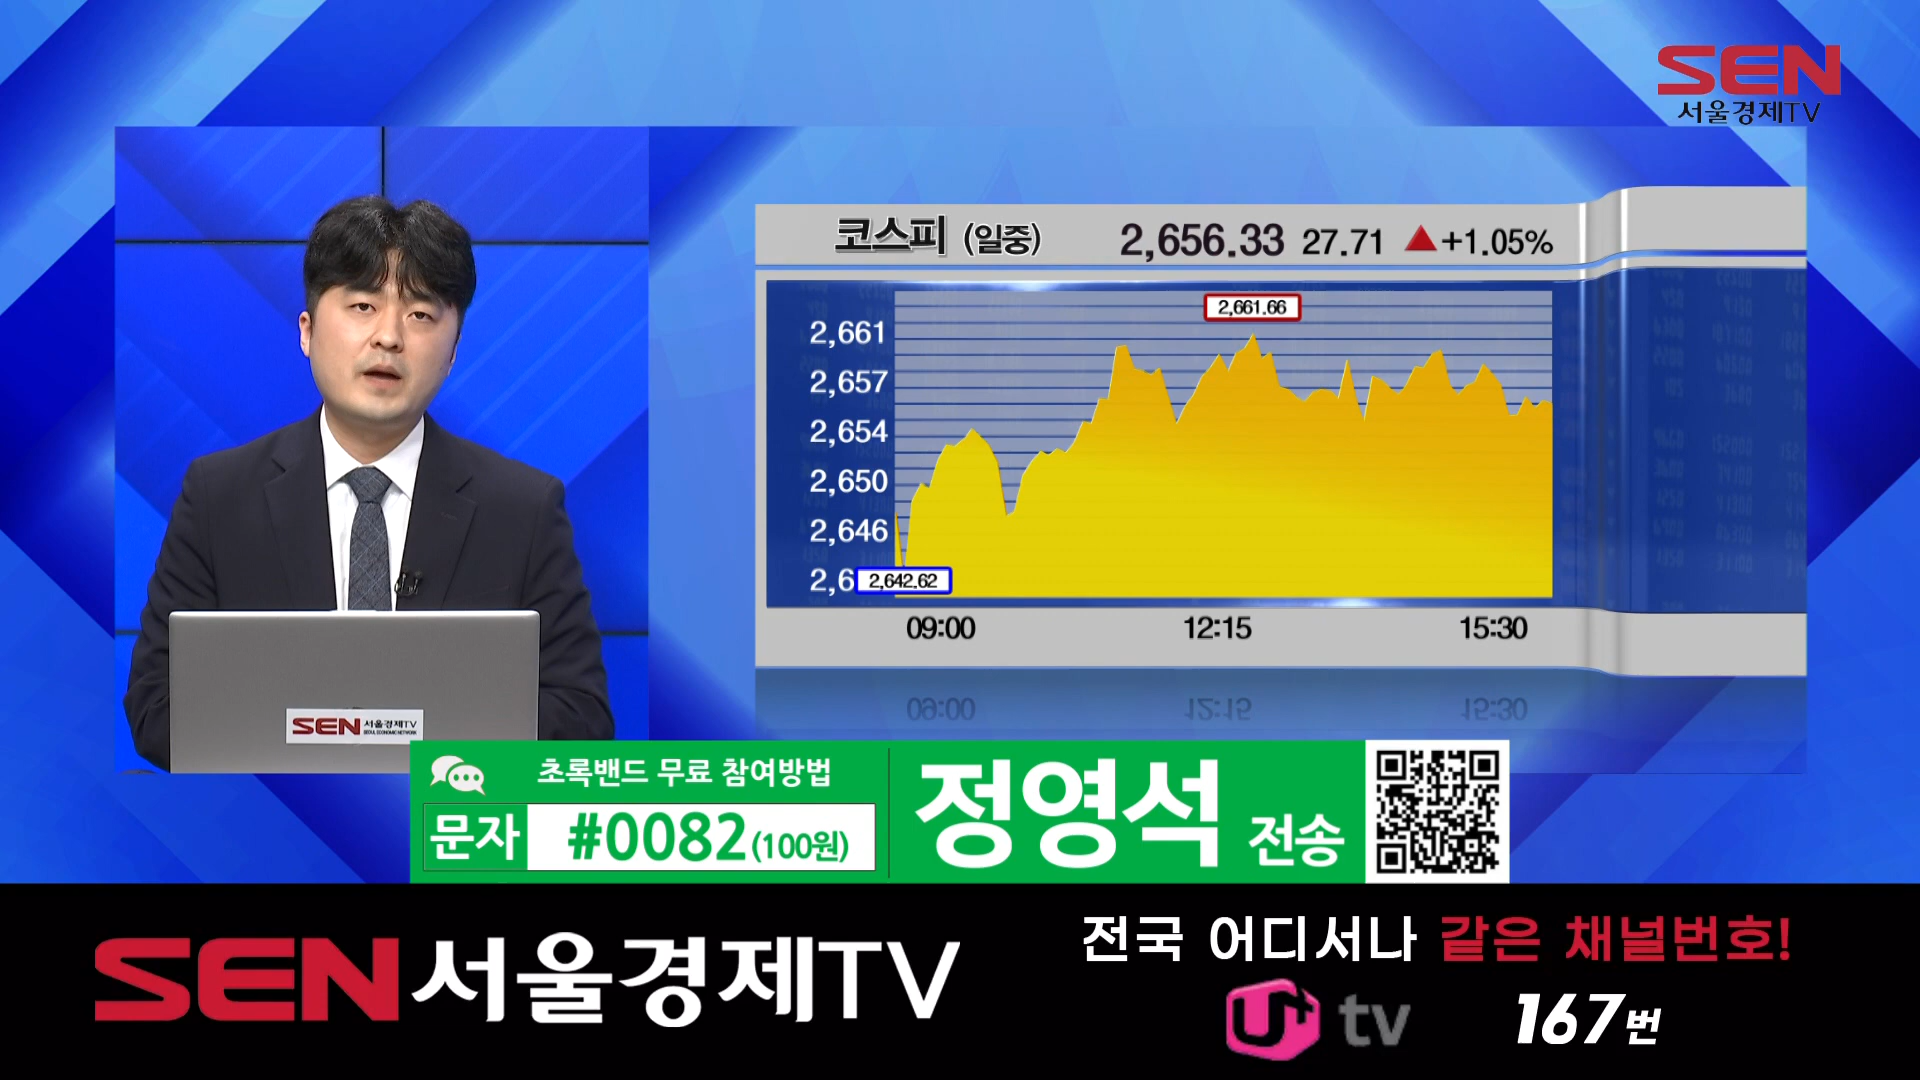 SEN
서울경제TV
코스피 (일중) 2,656.33 27.71 ▲+1.05%
2,661.66
2,661
2,657
2,654
2,650
2,646
2,6
2,642.62
09:00 12:15 15:30
SEN 서울경제TV
초록밴드 무료 참여방법
문자 #0082(100원)
정영석 전송
SEN서울경제TV
전국 어디서나 같은 채널번호!
U+ tv 167번